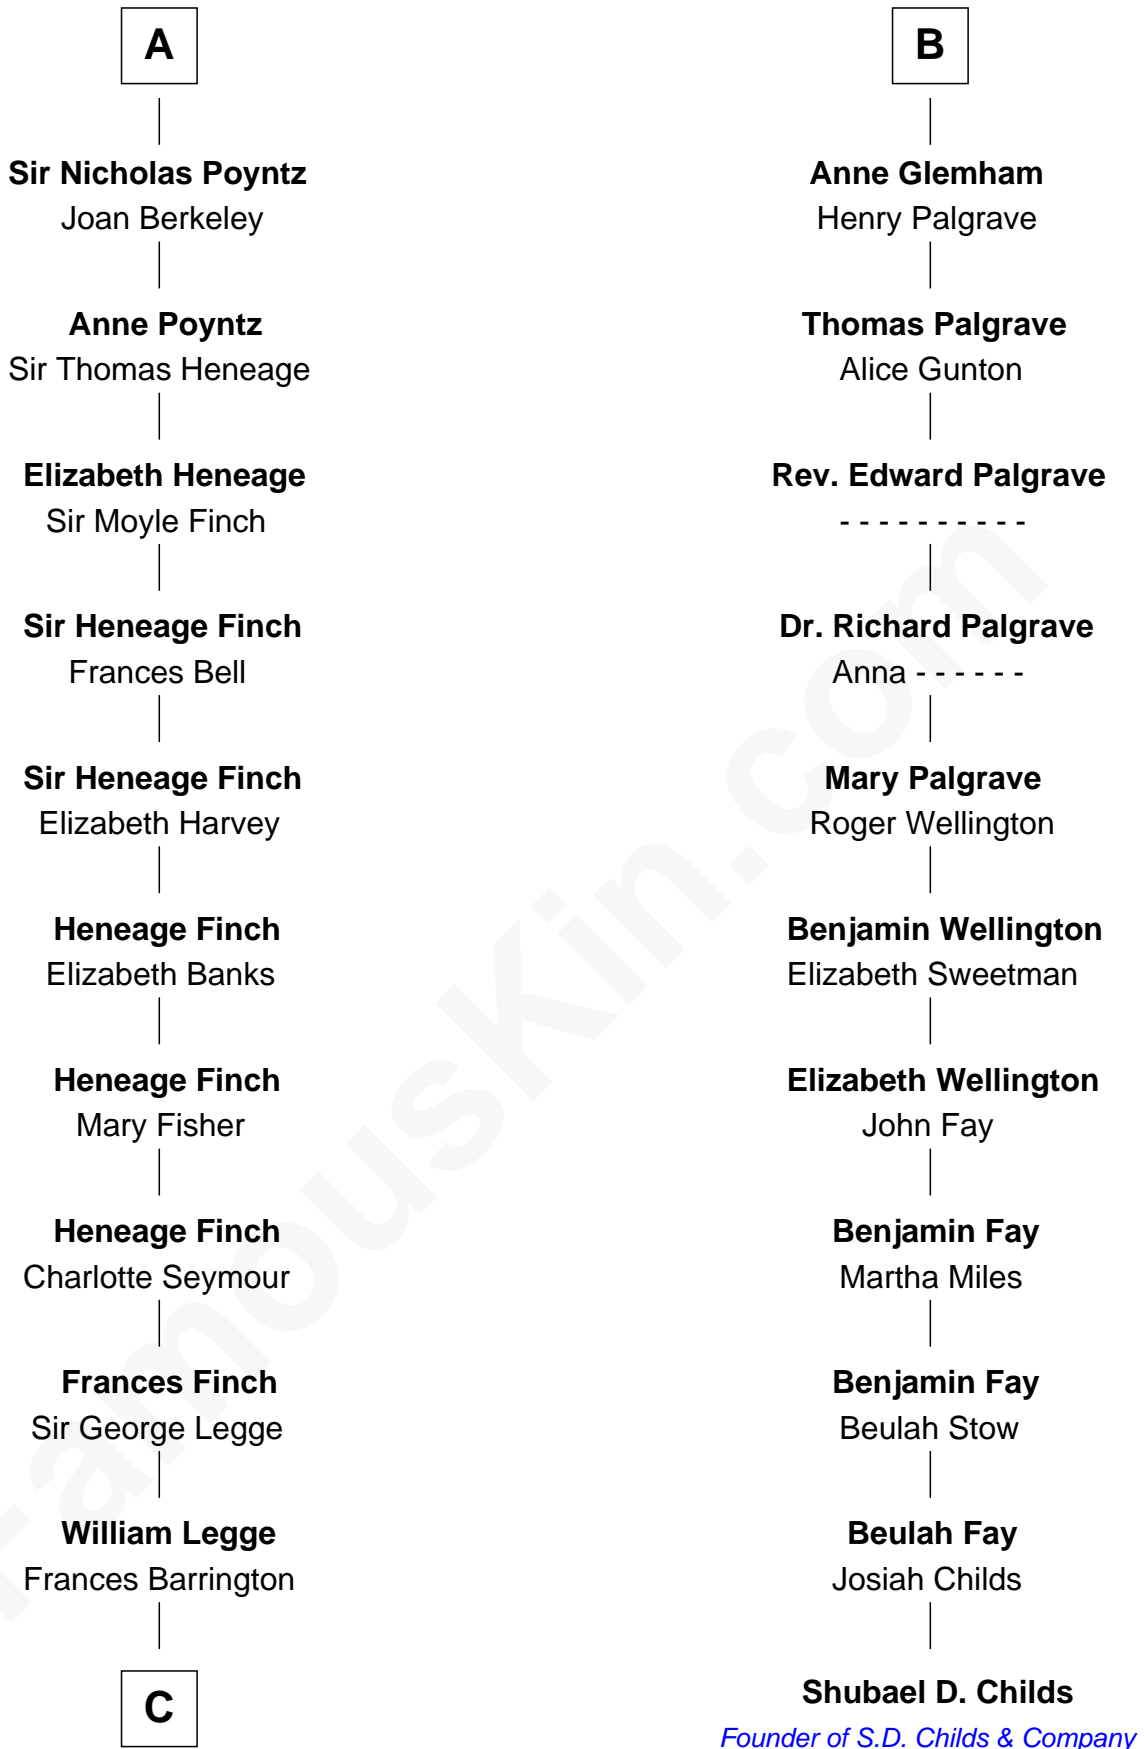 A
Sir Nicholas Poyntz
Joan Berkeley
Anne Poyntz
Sir Thomas Heneage
Elizabeth Heneage
Sir Moyle Finch
Sir Heneage Finch
Frances Bell
Sir Heneage Finch
Elizabeth Harvey
Heneage Finch
Elizabeth Banks
Heneage Finch
Mary Fisher
Heneage Finch
Charlotte Seymour
Frances Finch
Sir George Legge
William Legge
Frances Barrington
C
B
Anne Glemham
Henry Palgrave
Thomas Palgrave
Alice Gunton
Rev. Edward Palgrave
- - - - - - - - - -
Dr. Richard Palgrave
Anna - - - - - -
Mary Palgrave
Roger Wellington
Benjamin Wellington
Elizabeth Sweetman
Elizabeth Wellington
John Fay
Benjamin Fay
Martha Miles
Benjamin Fay
Beulah Stow
Beulah Fay
Josiah Childs
Shubael D. Childs
Founder of S.D. Childs & Company
FamousKin.com